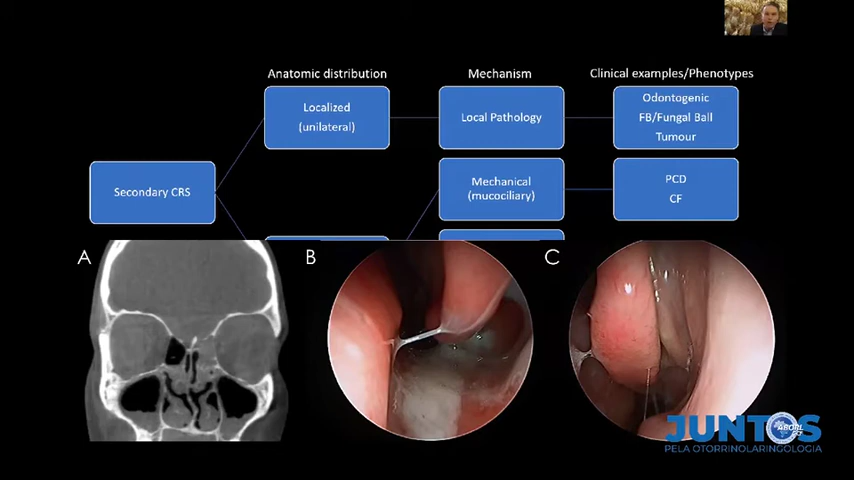 Anatomic distribution
Mechanism
Clinical examples/Phenotypes
Localized
(unilateral)
Local Pathology
Odontogenic
FB/Fungal Ball
Tumour
Secondary CRS
Mechanical
(mucociliary)
PCD
CF
A
B
C
JUNTOS
PELA OTORRINOLARINGOLOGIA